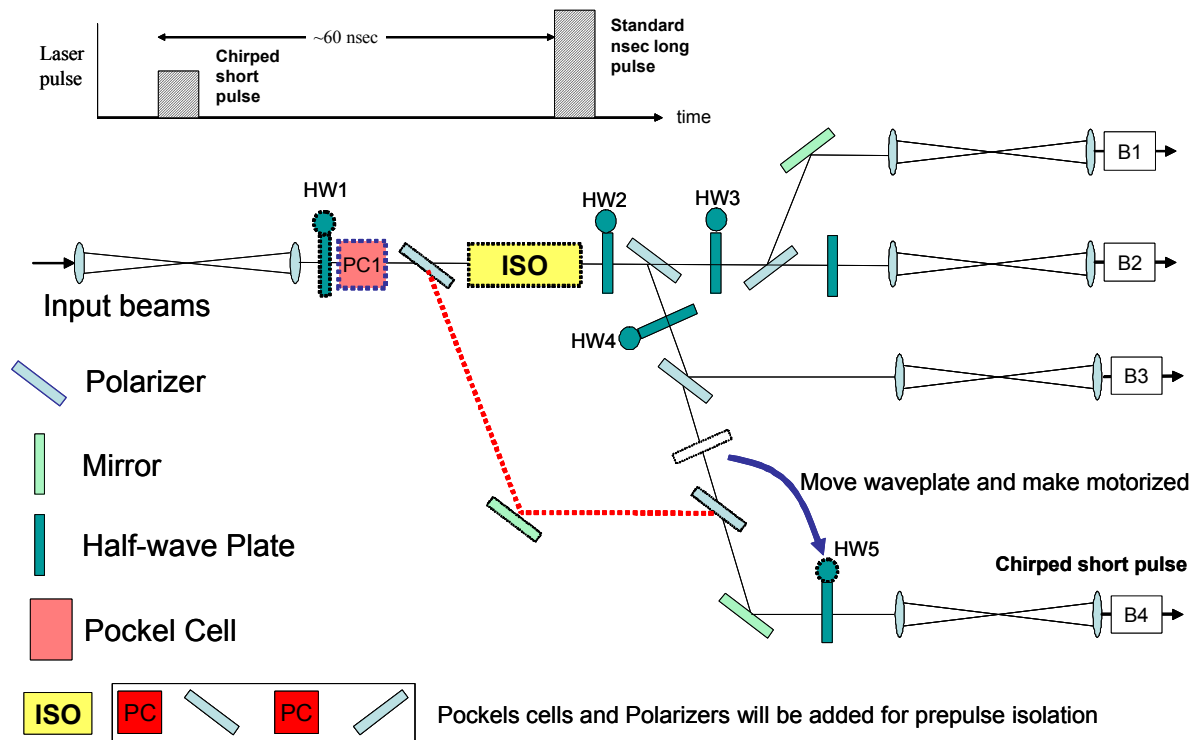 ~60 nsec
Laser
pulse
Chirped
short
pulse
Standard
nsec long
pulse
time
HW1
PC1
ISO
HW2
HW3
B1
B2
Input beams
HW4
B3
Polarizer
Mirror
Move waveplate and make motorized
HW5
Half-wave Plate
Chirped short pulse
B4
Pockel Cell
ISO
PC
PC
Pockels cells and Polarizers will be added for prepulse isolation